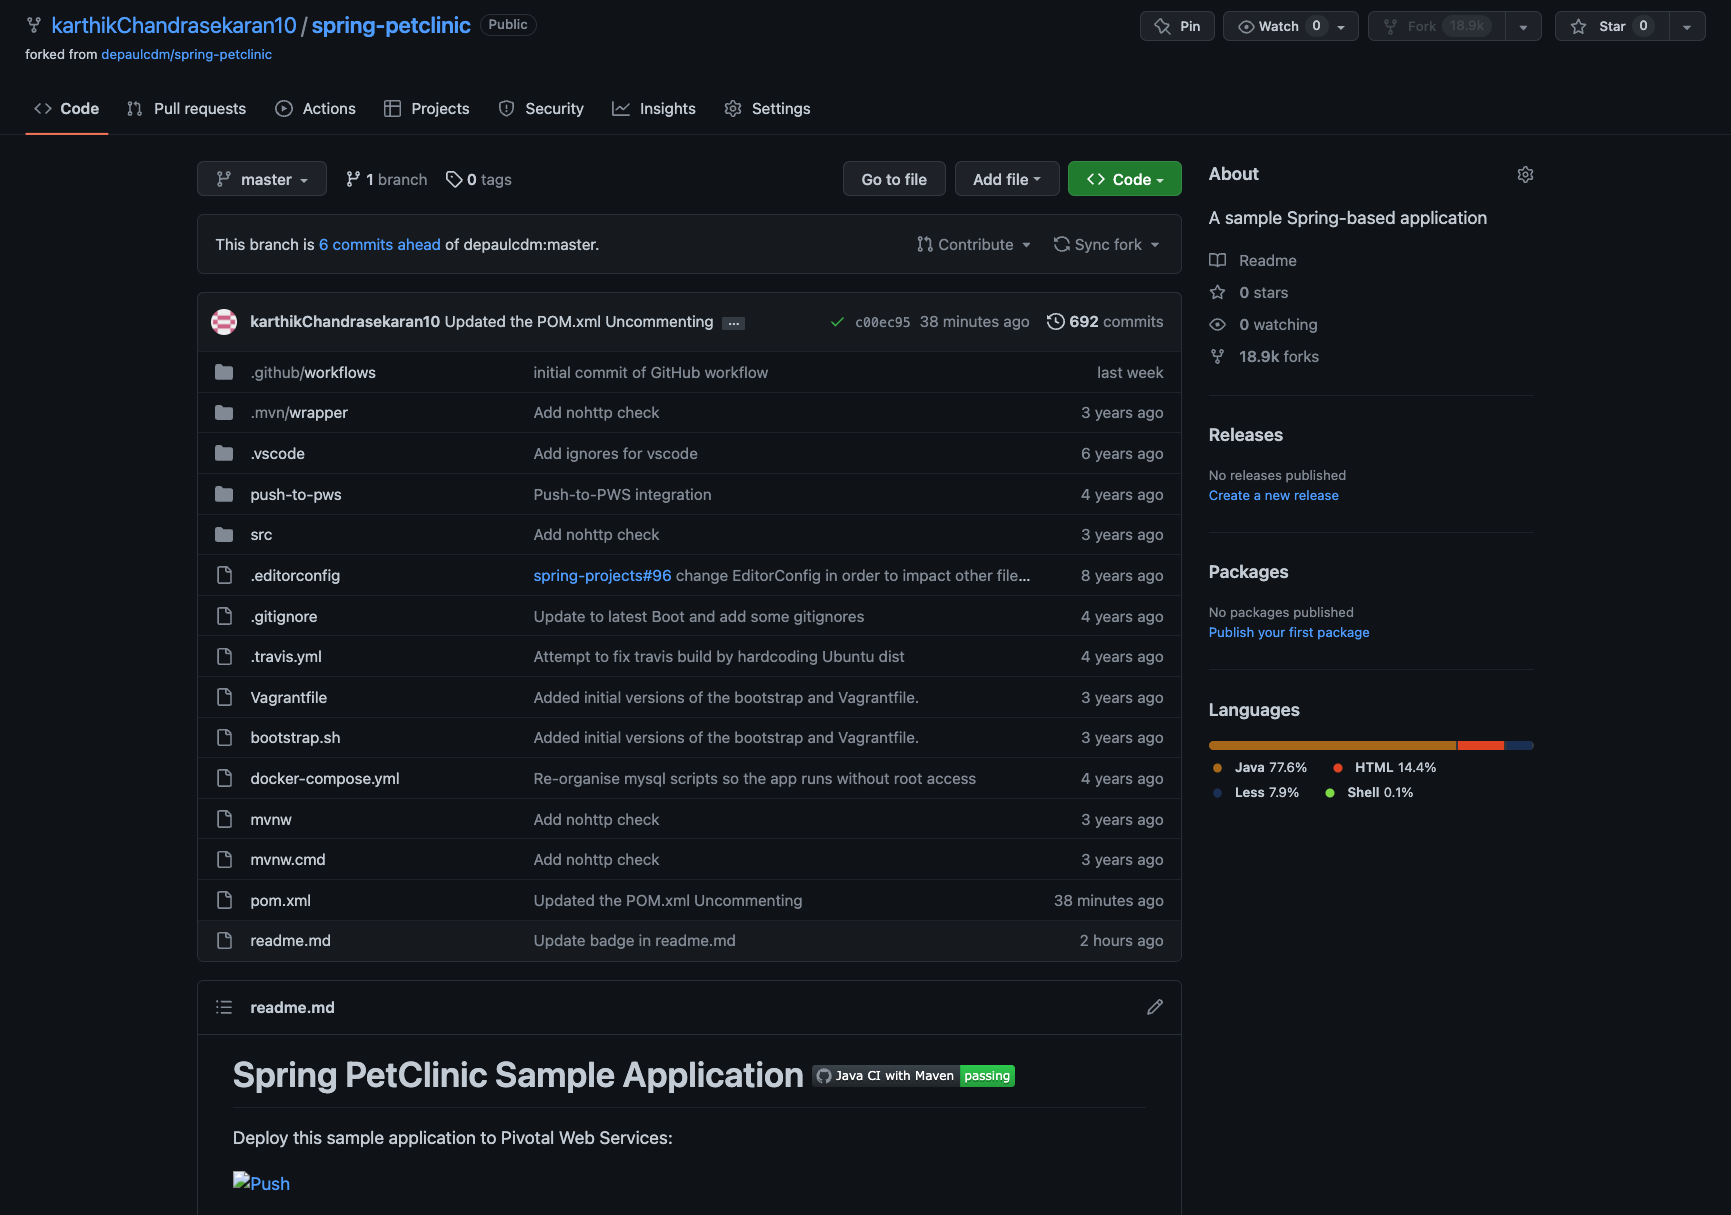 karthikChandrasekaran10 / spring-petclinic Public Pin Watch 0 Fork 18.9k Star 0
forked from depaulcdm/spring-petclinic
Code Pull requests Actions Projects Security Insights Settings
master 1 branch 0 tags Go to file Add file Code
This branch is 6 commits ahead of depaulcdm:master. Contribute Sync fork
karthikChandrasekaran10 Updated the POM.xml Uncommenting ... c00ec95 38 minutes ago 692 commits
.github/workflows initial commit of GitHub workflow last week
.mvn/wrapper Add nohttp check 3 years ago
.vscode Add ignores for vscode 6 years ago
push-to-pws Push-to-PWS integration 4 years ago
src Add nohttp check 3 years ago
.editorconfig spring-projects#96 change EditorConfig in order to impact other file... 8 years ago
.gitignore Update to latest Boot and add some gitignores 4 years ago
.travis.yml Attempt to fix travis build by hardcoding Ubuntu dist 4 years ago
Vagrantfile Added initial versions of the bootstrap and Vagrantfile. 3 years ago
bootstrap.sh Added initial versions of the bootstrap and Vagrantfile. 3 years ago
docker-compose.yml Re-organise mysql scripts so the app runs without root access 4 years ago
mvnw Add nohttp check 3 years ago
mvnw.cmd Add nohttp check 3 years ago
pom.xml Updated the POM.xml Uncommenting 38 minutes ago
readme.md Update badge in readme.md 2 hours ago
readme.md
Spring PetClinic Sample Application Java CI with Maven passing
Deploy this sample application to Pivotal Web Services:
Push
About
A sample Spring-based application
Readme
0 stars
0 watching
18.9k forks
Releases
No releases published
Create a new release
Packages
No packages published
Publish your first package
Languages
Java 77.6% HTML 14.4%
Less 7.9% Shell 0.1%